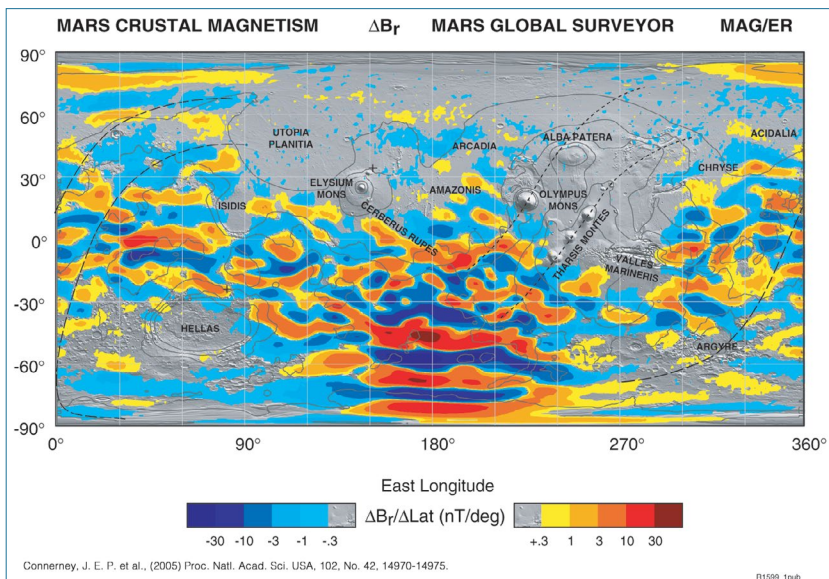 MARS CRUSTAL MAGNETISM ΔBr MARS GLOBAL SURVEYOR MAG/ER
90°
60°
30°
0°
-30°
-60°
-90°
UTOPIA
PLANITIA
ARCADIA
ALBA PATERA
ACIDALIA
CHRYSE
ELYSIUM
MONS
AMAZONIS
OLYMPUS
MONS
ISIDIS
CERBERUS RUPES
THARSIS MONTES
VALLES
MARINERIS
HELLAS
ARGYRE
0° 90° 180° 270° 360°
East Longitude
ΔBr/ΔLat (nT/deg)
-30 -10 -3 -1 -.3 +.3 1 3 10 30
Connerney, J. E. P. et al., (2005) Proc. Natl. Acad. Sci. USA, 102, No. 42, 14970-14975.